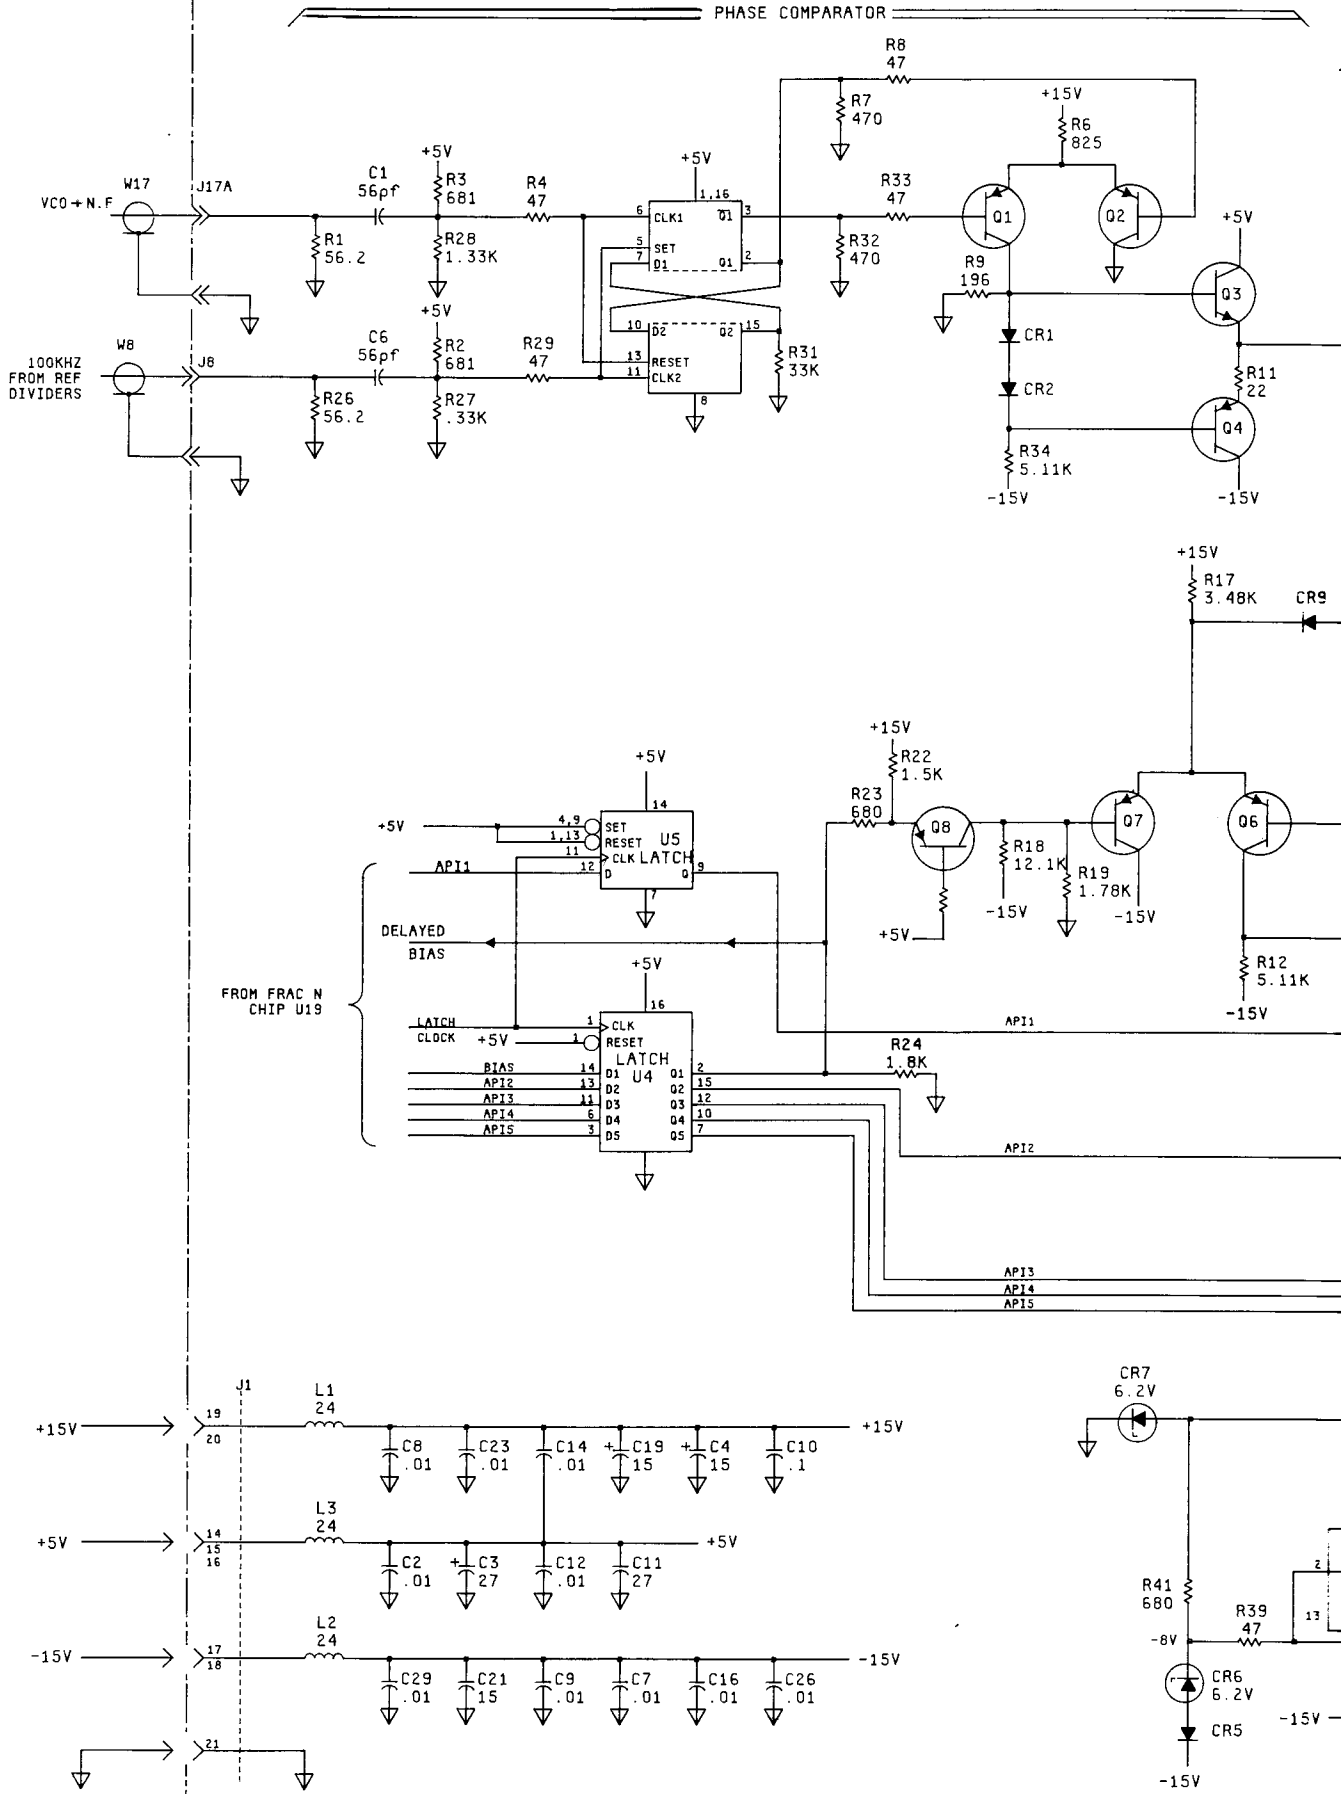 PHASE COMPARATOR
R8
47
+15V
R7
470
R6
825
+5V
C1
56pf
R3
681
R4
47
+5V
1,16
R33
47
W17
J17A
VCO÷N.F
R1
56.2
R28
1.33K
6 CLK1 Q1 3
5 SET
7 D1 Q1 2
R32
470
Q1
Q2
+5V
R9
196
Q3
+5V
W8
J8
100KHZ
FROM REF
DIVIDERS
C6
56pf
R2
681
R29
47
10 D2 Q2 15
13 RESET
11 CLK2
8
R31
33K
CR1
CR2
R11
22
R26
56.2
R27
.33K
Q4
R34
5.11K
-15V
-15V
+15V
R17
3.48K
CR9
+15V
R22
1.5K
+5V
14
R23
680
+5V
4,9 SET
1,13 RESET
11 CLK
12 D
U5
LATCH
Q 9
7
API1
Q8
Q7
Q6
R18
12.1K
R19
1.78K
-15V
-15V
+5V
DELAYED
BIAS
+5V
16
R12
5.11K
-15V
FROM FRAC N
CHIP U19
LATCH
CLOCK
1 CLK
+5V
1 RESET
LATCH
U4
API1
R24
1.8K
BIAS 14 D1 Q1 2
API2 13 D2 Q2 15
API3 11 D3 Q3 12
API4 6 D4 Q4 10
API5 3 D5 Q5 7
API2
API3
API4
API5
CR7
6.2V
J1
L1
24
+15V
19
20
C8
.01
C23
.01
C14
.01
+ C19
15
+ C4
15
C10
.1
+15V
L3
24
+5V
14
15
16
C2
.01
+ C3
27
C12
.01
C11
27
+5V
2
R41
680
R39
47
13
-8V
L2
24
-15V
17
18
C29
.01
C21
15
C9
.01
C7
.01
C16
.01
C26
.01
-15V
CR6
6.2V
CR5
-15V
-15V
21